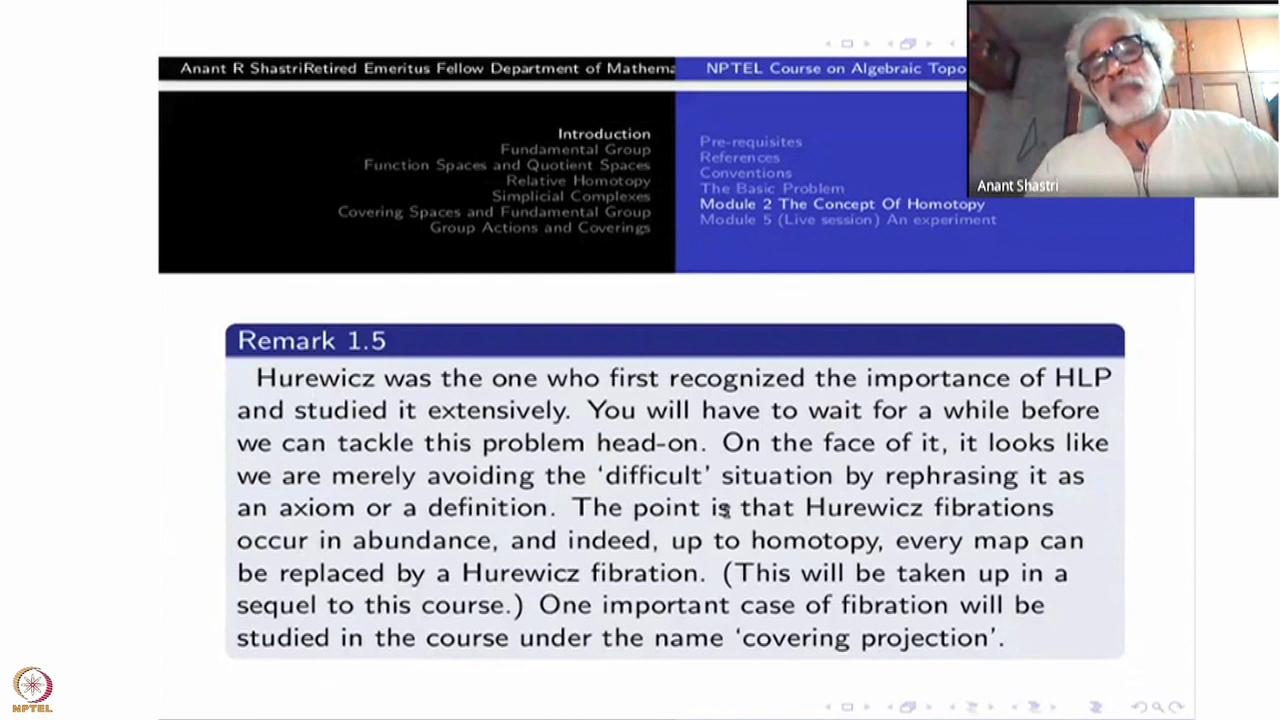 Anant R ShastriRetired Emeritus Fellow Department of Mathema
NPTEL Course on Algebraic Topo
Introduction
Fundamental Group
Function Spaces and Quotient Spaces
Relative Homotopy
Simplicial Complexes
Covering Spaces and Fundamental Group
Group Actions and Coverings
Pre-requisites
References
Conventions
The Basic Problem
Module 2 The Concept Of Homotopy
Module 5 (Live session) An experiment
Anant Shastri
Remark 1.5
Hurewicz was the one who first recognized the importance of HLP
and studied it extensively. You will have to wait for a while before
we can tackle this problem head-on. On the face of it, it looks like
we are merely avoiding the ‘difficult’ situation by rephrasing it as
an axiom or a definition. The point is that Hurewicz fibrations
occur in abundance, and indeed, up to homotopy, every map can
be replaced by a Hurewicz fibration. (This will be taken up in a
sequel to this course.) One important case of fibration will be
studied in the course under the name ‘covering projection’.
NPTEL